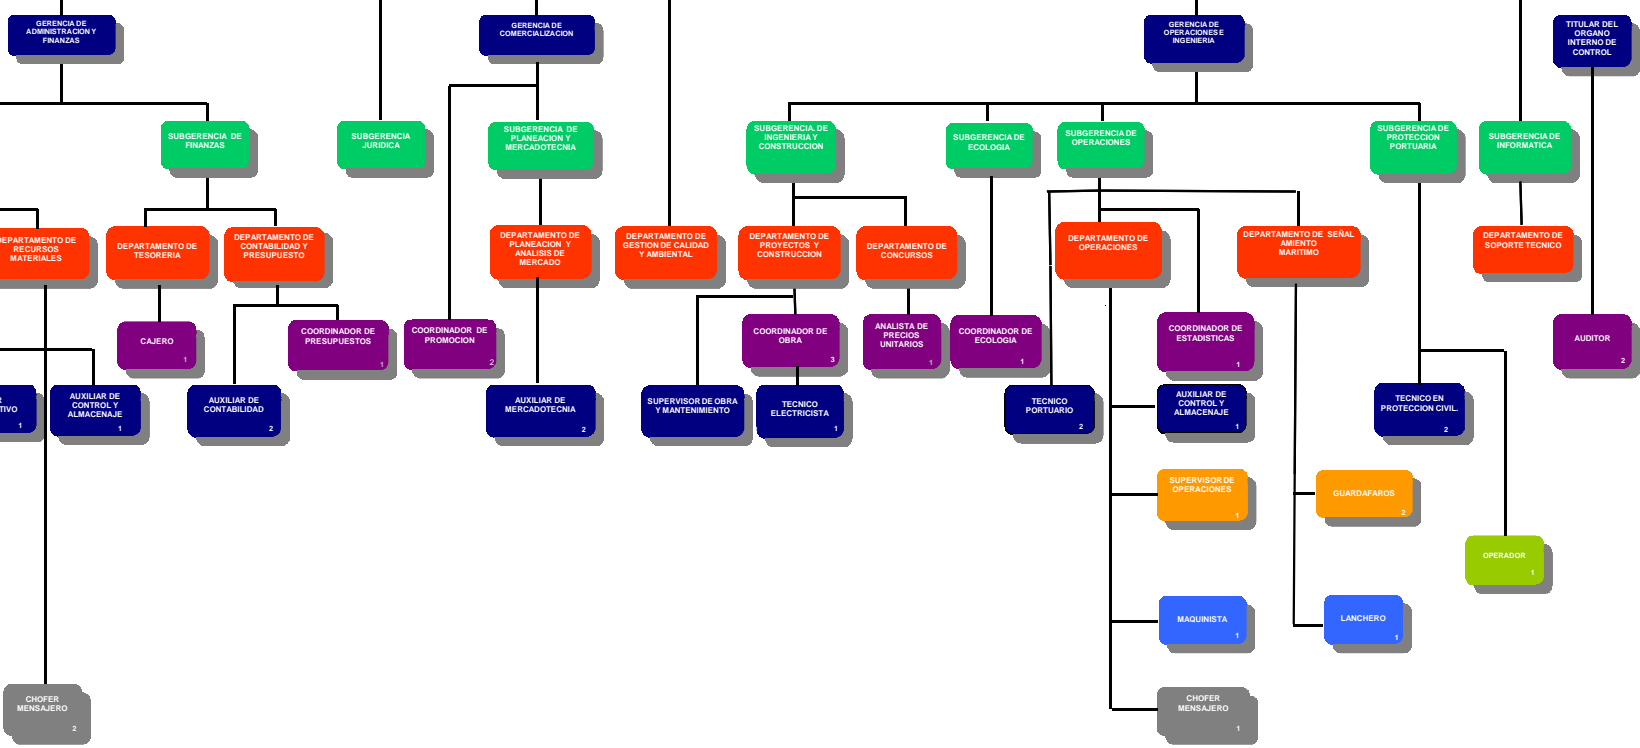 GERENCIA DE
ADMINISTRACION Y
FINANZAS
GERENCIA DE
COMERCIALIZACION
GERENCIA DE
OPERACIONES E
INGENIERIA
TITULAR DEL
ORGANO
INTERNO DE
CONTROL
SUBGERENCIA DE
FINANZAS
SUBGERENCIA
JURIDICA
SUBGERENCIA DE
PLANEACION Y
MERCADOTECNIA
SUBGERENCIA. DE
INGENIERIA Y
CONSTRUCCION
SUBGERENCIA DE
ECOLOGIA
SUBGERENCIA DE
OPERACIONES
SUBGERENCIA DE
PROTECCION
PORTUARIA
SUBGERENCIA DE
INFORMATICA
DEPARTAMENTO DE
RECURSOS
MATERIALES
DEPARTAMENTO DE
TESORERIA
DEPARTAMENTO DE
CONTABILIDAD Y
PRESUPUESTO
DEPARTAMENTO DE
PLANEACION Y
ANALISIS DE
MERCADO
DEPARTAMENTO DE
GESTION DE CALIDAD
Y AMBIENTAL
DEPARTAMENTO DE
PROYECTOS Y
CONSTRUCCION
DEPARTAMENTO DE
CONCURSOS
DEPARTAMENTO DE
OPERACIONES
DEPARTAMENTO DE SEÑAL
AMIENTO
MARITIMO
DEPARTAMENTO DE
SOPORTE TECNICO
CAJERO
1
COORDINADOR DE
PRESUPUESTOS
1
COORDINADOR DE
PROMOCION
2
COORDINADOR DE
OBRA
3
ANALISTA DE
PRECIOS
UNITARIOS
1
COORDINADOR DE
ECOLOGIA
1
COORDINADOR DE
ESTADISTICAS
1
AUDITOR
2
R
TIVO
1
AUXILIAR DE
CONTROL Y
ALMACENAJE
1
AUXILIAR DE
CONTABILIDAD
2
AUXILIAR DE
MERCADOTECNIA
2
SUPERVISOR DE OBRA
Y MANTENIMIENTO
TECNICO
ELECTRICISTA
1
TECNICO
PORTUARIO
2
AUXILIAR DE
CONTROL Y
ALMACENAJE
1
TECNICO EN
PROTECCION CIVIL.
2
SUPERVISOR DE
OPERACIONES
1
GUARDAFAROS
2
OPERADOR
1
MAQUINISTA
1
LANCHERO
1
CHOFER
MENSAJERO
2
CHOFER
MENSAJERO
1